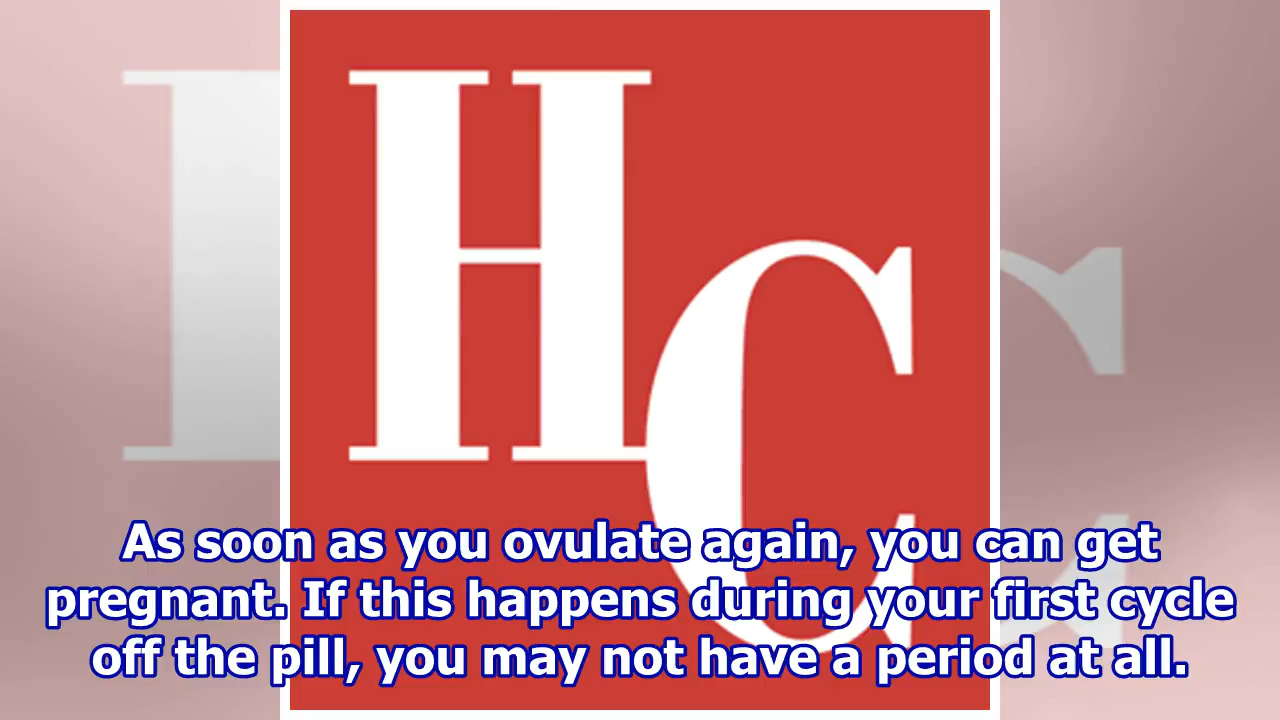 HC
As soon as you ovulate again, you can get
pregnant. If this happens during your first cycle
off the pill, you may not have a period at all.